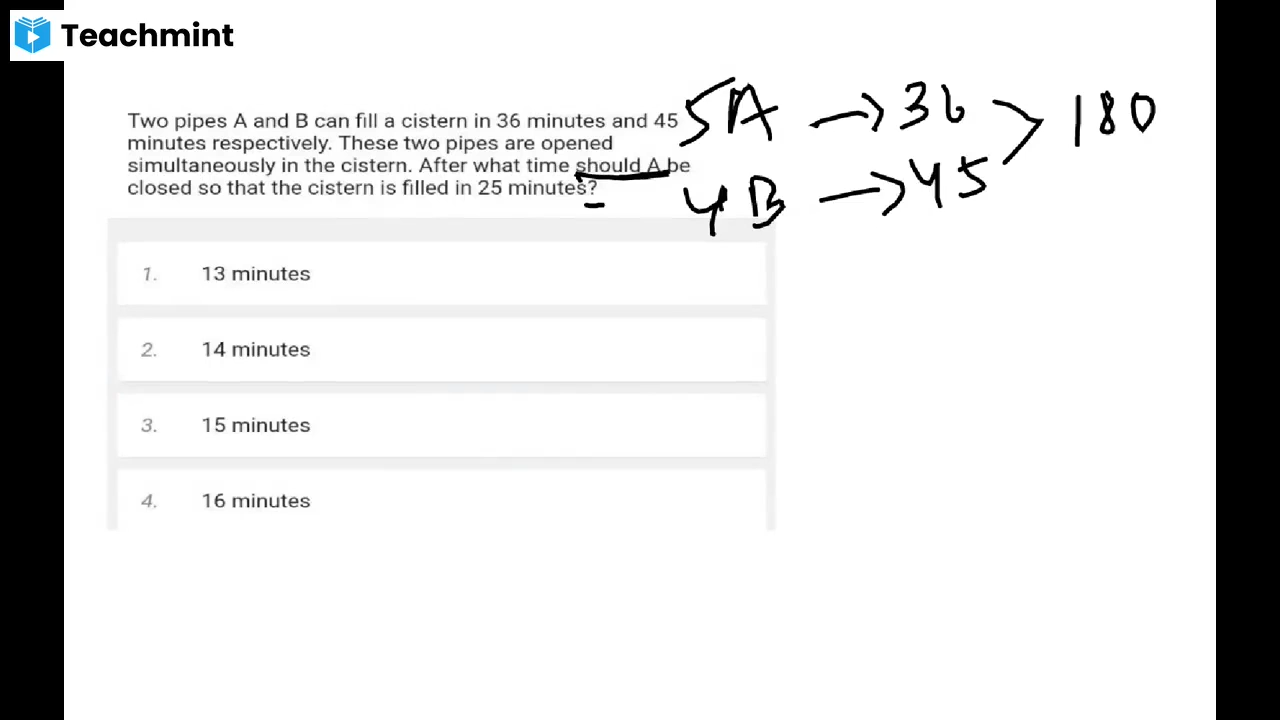 Teachmint
Two pipes A and B can fill a cistern in 36 minutes and 45
minutes respectively. These two pipes are opened
simultaneously in the cistern. After what time should A be
closed so that the cistern is filled in 25 minutes?
5A → 36 > 180
4B → 45
1. 13 minutes
2. 14 minutes
3. 15 minutes
4. 16 minutes